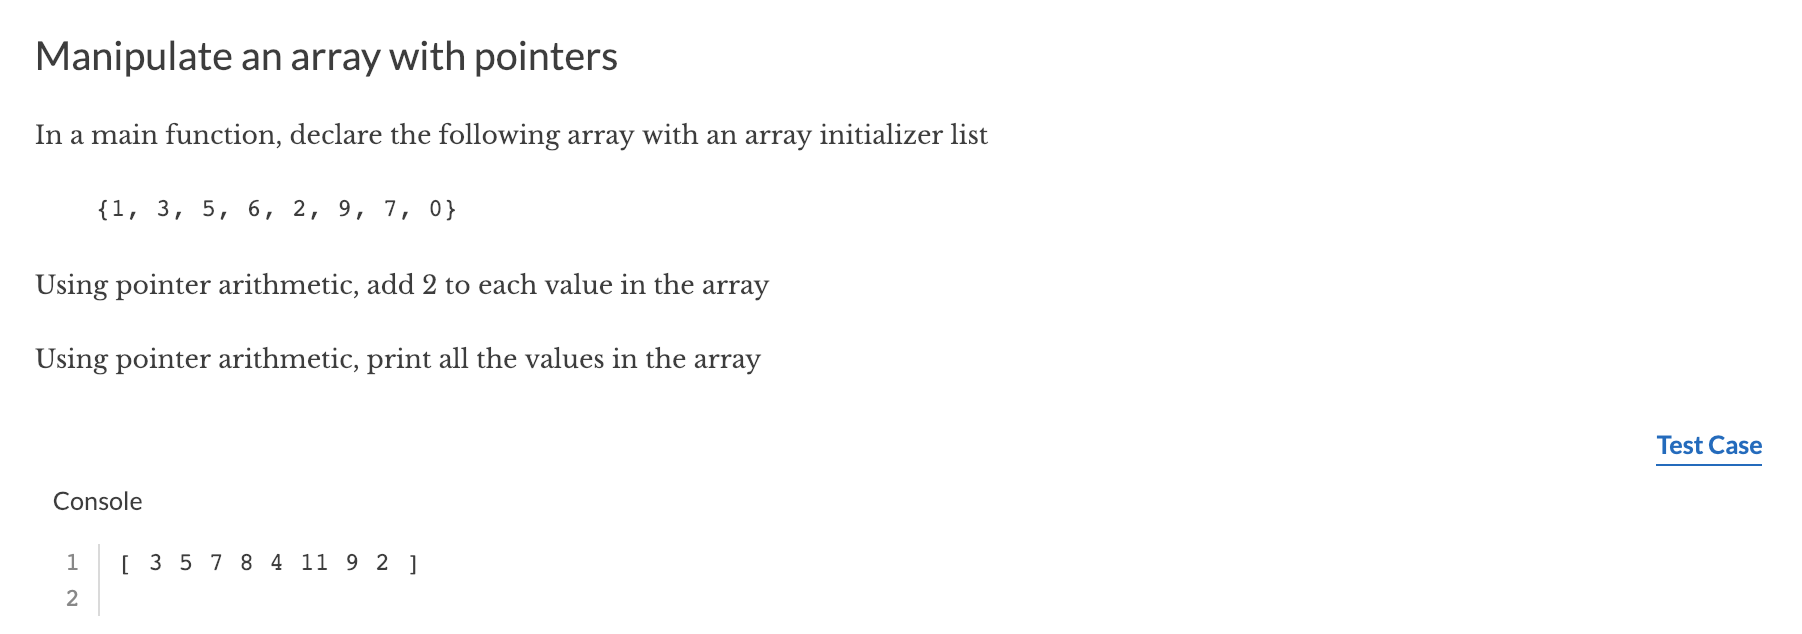 Manipulate an array with pointers
In a main function, declare the following array with an array initializer list
{1, 3, 5, 6, 2, 9, 7, 0}
Using pointer arithmetic, add 2 to each value in the array
Using pointer arithmetic, print all the values in the array
Test Case
Console
1 [ 3 5 7 8 4 11 9 2 ]
2